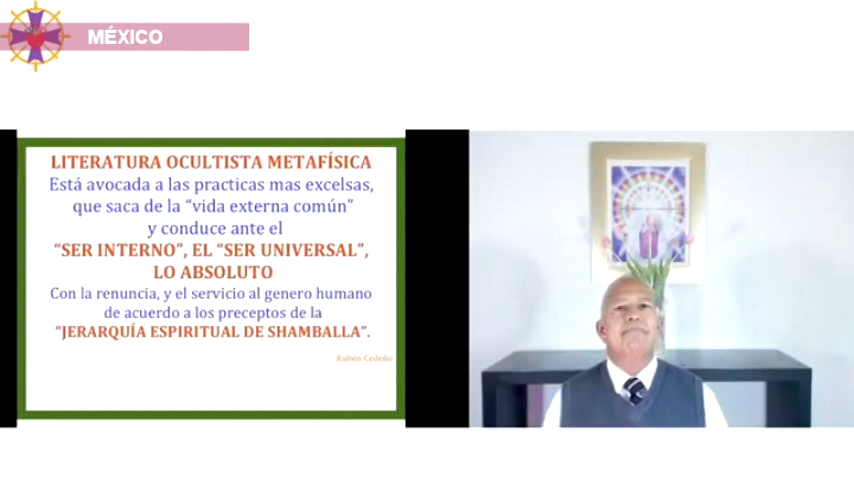 MÉXICO
LITERATURA OCULTISTA METAFÍSICA
Está avocada a las practicas mas excelsas,
que saca de la “vida externa común”
y conduce ante el
“SER INTERNO”, EL “SER UNIVERSAL”,
LO ABSOLUTO
Con la renuncia, y el servicio al genero humano
de acuerdo a los preceptos de la
“JERARQUÍA ESPIRITUAL DE SHAMBALLA”.
Rubén Cedeño